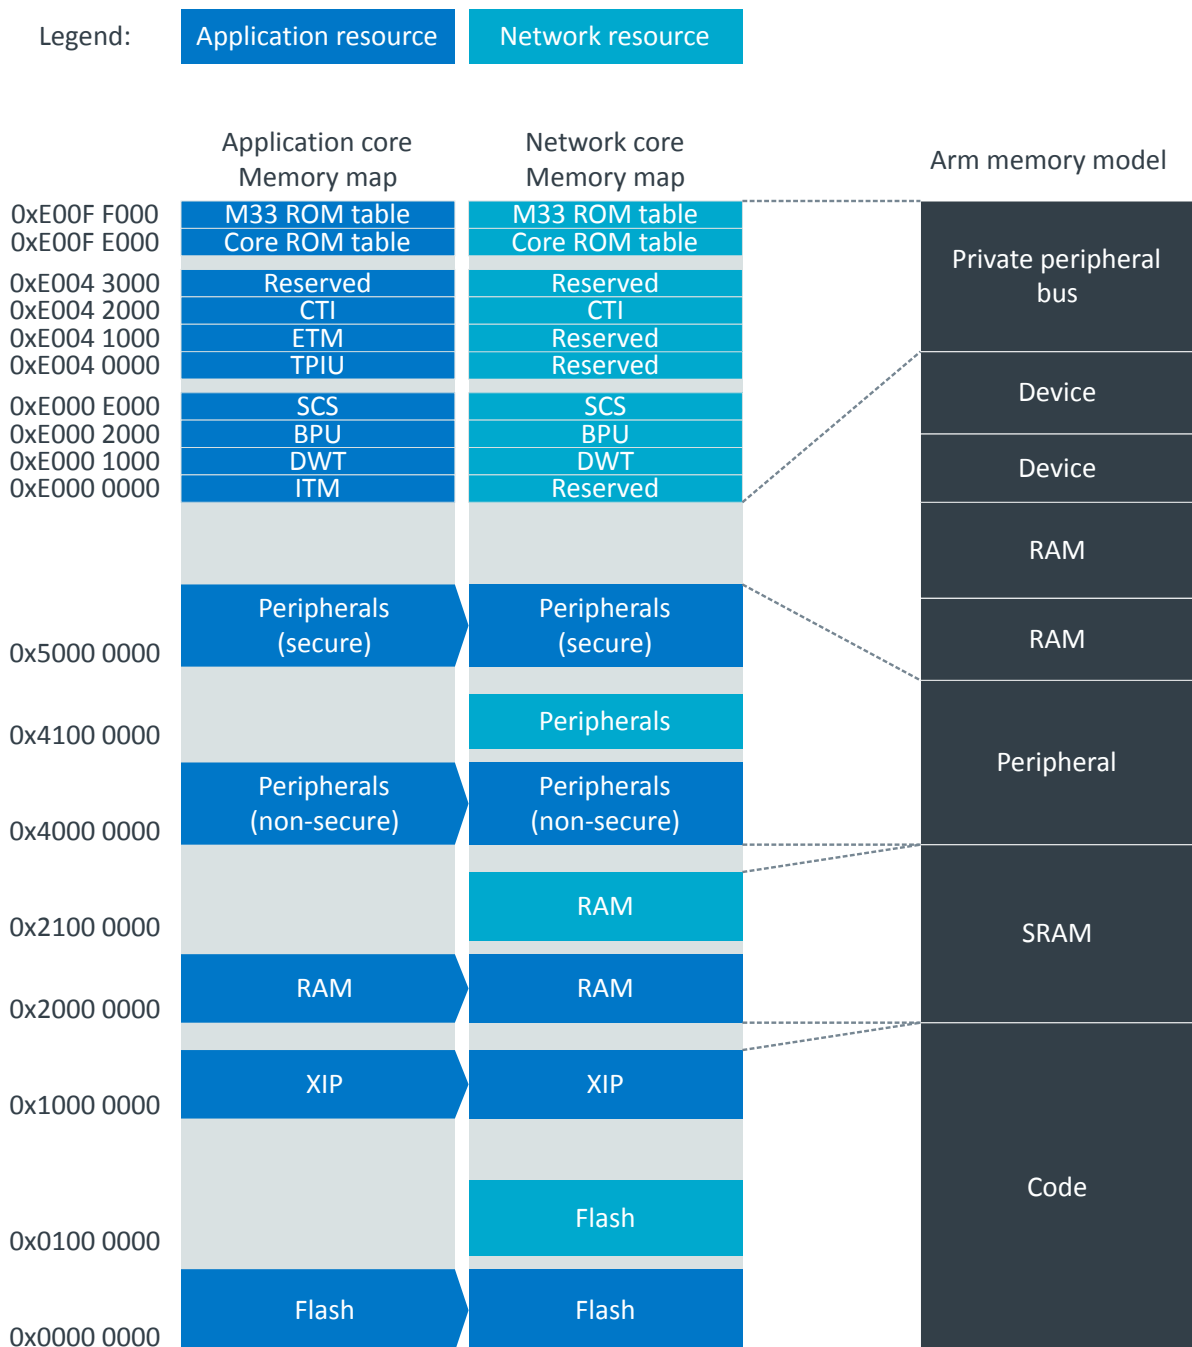 Legend:
Application resource
Network resource
Application core
Memory map
Network core
Memory map
Arm memory model
0xE00F F000
M33 ROM table
M33 ROM table
0xE00F E000
Core ROM table
Core ROM table
Private peripheral
bus
0xE004 3000
Reserved
Reserved
0xE004 2000
CTI
CTI
0xE004 1000
ETM
Reserved
0xE004 0000
TPIU
Reserved
Device
0xE000 E000
SCS
SCS
0xE000 2000
BPU
BPU
0xE000 1000
DWT
DWT
Device
0xE000 0000
ITM
Reserved
RAM
Peripherals
(secure)
Peripherals
(secure)
RAM
0x5000 0000
Peripherals
0x4100 0000
Peripheral
Peripherals
(non-secure)
Peripherals
(non-secure)
0x4000 0000
RAM
0x2100 0000
SRAM
RAM
RAM
0x2000 0000
XIP
XIP
0x1000 0000
Code
Flash
0x0100 0000
Flash
Flash
0x0000 0000